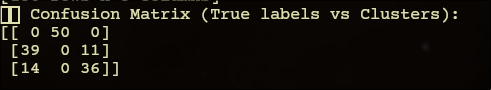 Confusion Matrix (True labels vs Clusters):
[[ 0 50  0]
 [39  0 11]
 [14  0 36]]